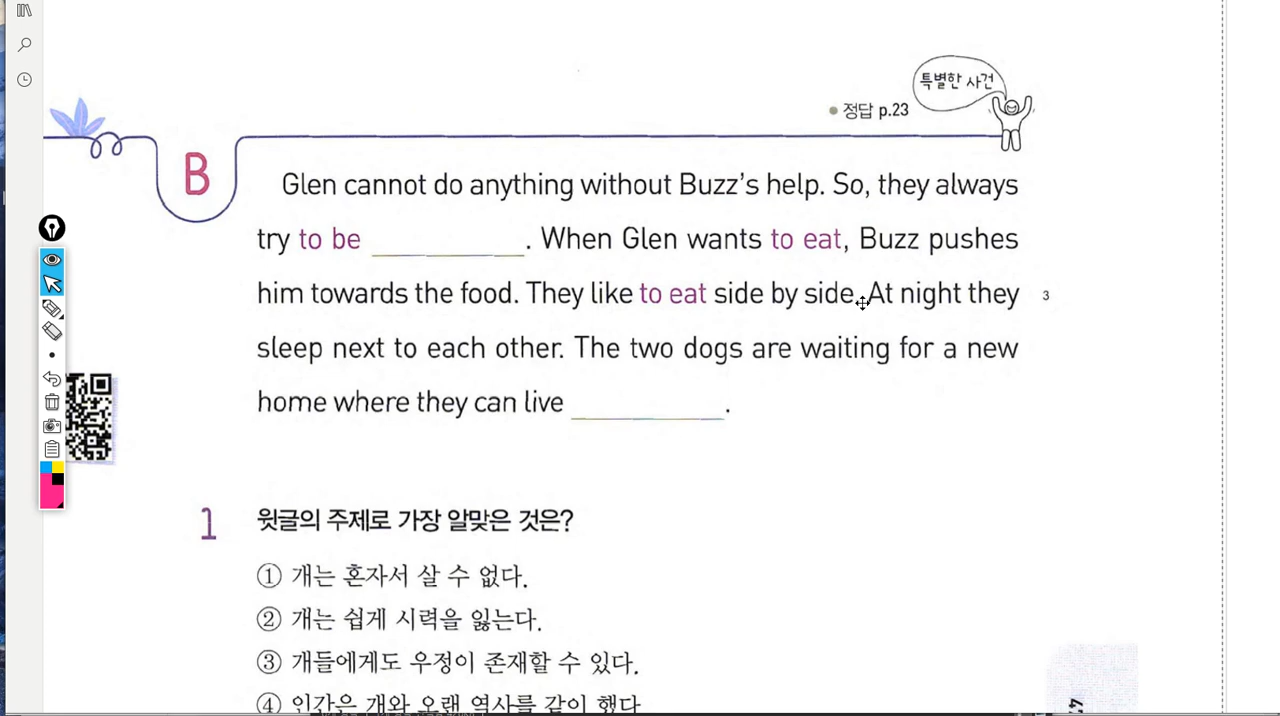 특별한 사건
정답 p.23
B
Glen cannot do anything without Buzz's help. So, they always
try to be ____________. When Glen wants to eat, Buzz pushes
him towards the food. They like to eat side by side. At night they
3
sleep next to each other. The two dogs are waiting for a new
home where they can live ____________.
1 윗글의 주제로 가장 알맞은 것은?
① 개는 혼자서 살 수 없다.
② 개는 쉽게 시력을 잃는다.
③ 개들에게도 우정이 존재할 수 있다.
④ 인간은 개와 오랜 역사를 같이 했다